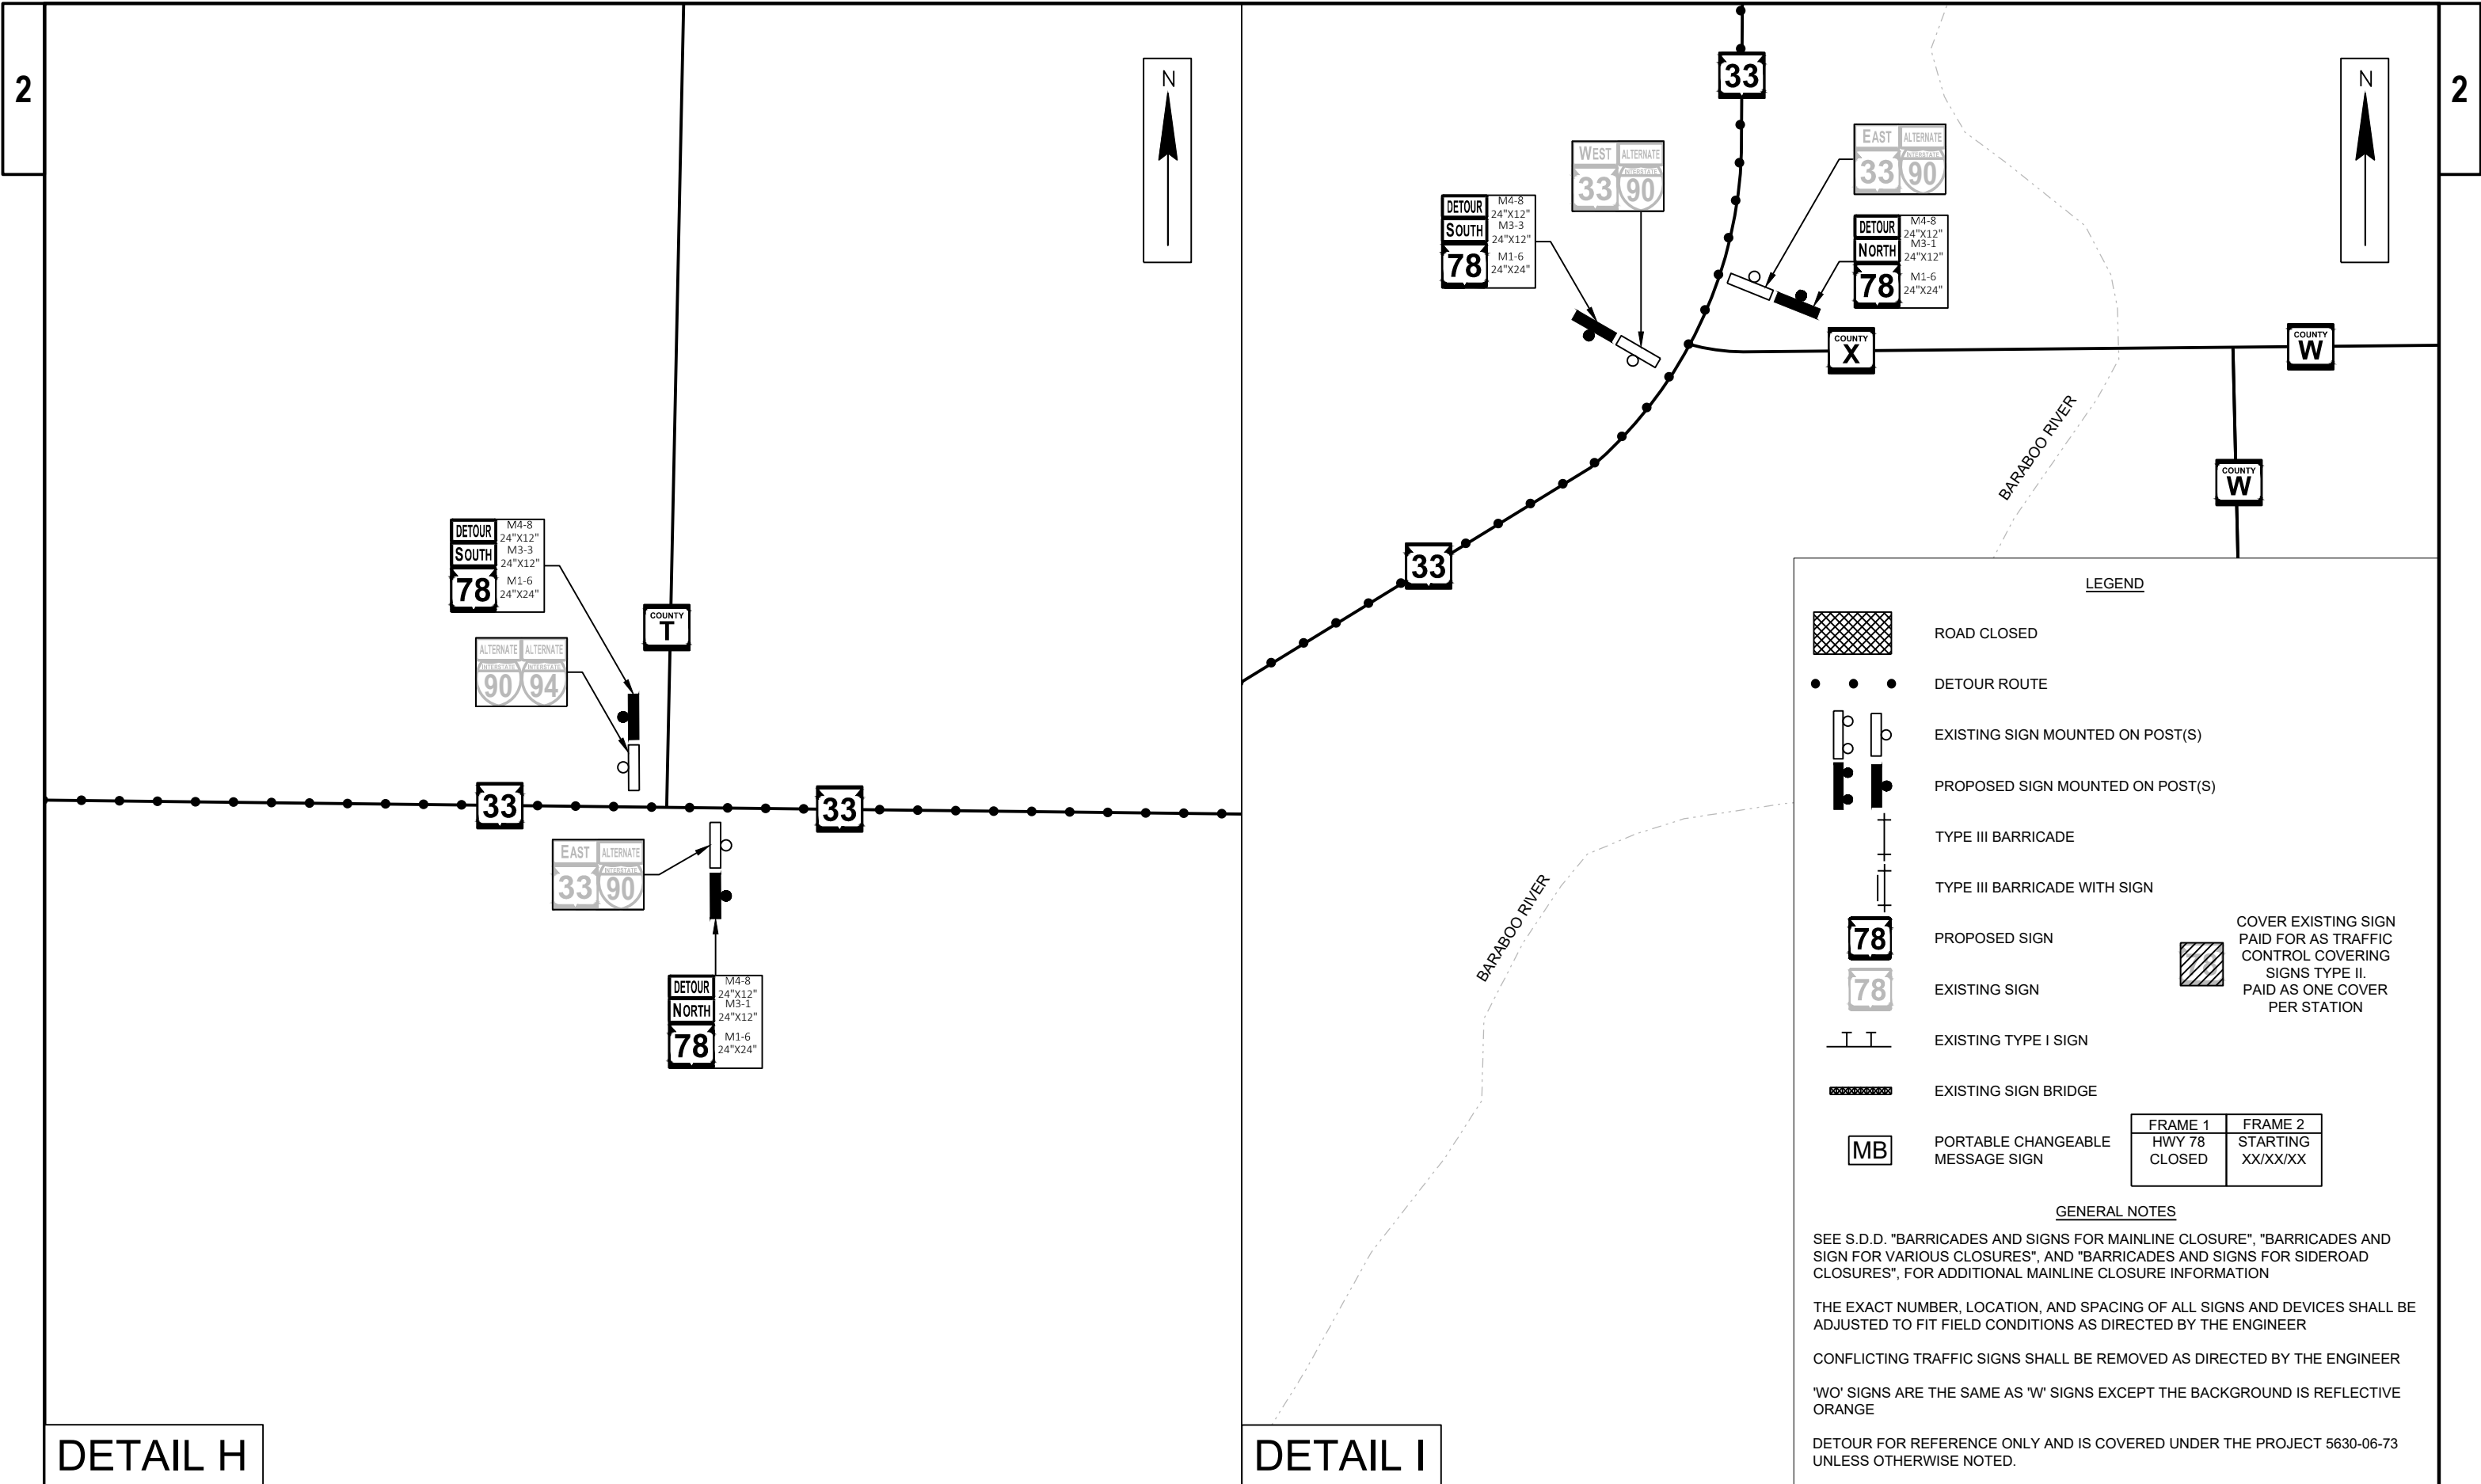 2
N
DETOUR
SOUTH
78
M4-8
24"X12"
M3-3
24"X12"
M1-6
24"X24"
COUNTY
T
ALTERNATE ALTERNATE
INTERSTATE INTERSTATE
90 94
33
33
EAST ALTERNATE
INTERSTATE
33 90
DETOUR
NORTH
78
M4-8
24"X12"
M3-1
24"X12"
M1-6
24"X24"
DETAIL H
33
N
2
WEST ALTERNATE
INTERSTATE
33 90
EAST ALTERNATE
INTERSTATE
33 90
DETOUR
SOUTH
78
M4-8
24"X12"
M3-3
24"X12"
M1-6
24"X24"
DETOUR
NORTH
78
M4-8
24"X12"
M3-1
24"X12"
M1-6
24"X24"
COUNTY
X
COUNTY
W
BARABOO RIVER
COUNTY
W
33
BARABOO RIVER
DETAIL I
LEGEND
ROAD CLOSED
DETOUR ROUTE
EXISTING SIGN MOUNTED ON POST(S)
PROPOSED SIGN MOUNTED ON POST(S)
TYPE III BARRICADE
TYPE III BARRICADE WITH SIGN
78
PROPOSED SIGN
78
EXISTING SIGN
COVER EXISTING SIGN
PAID FOR AS TRAFFIC
CONTROL COVERING
SIGNS TYPE II.
PAID AS ONE COVER
PER STATION
EXISTING TYPE I SIGN
EXISTING SIGN BRIDGE
MB
PORTABLE CHANGEABLE
MESSAGE SIGN
FRAME 1 FRAME 2
HWY 78 STARTING
CLOSED XX/XX/XX
GENERAL NOTES
SEE S.D.D. "BARRICADES AND SIGNS FOR MAINLINE CLOSURE", "BARRICADES AND
SIGN FOR VARIOUS CLOSURES", AND "BARRICADES AND SIGNS FOR SIDEROAD
CLOSURES", FOR ADDITIONAL MAINLINE CLOSURE INFORMATION
THE EXACT NUMBER, LOCATION, AND SPACING OF ALL SIGNS AND DEVICES SHALL BE
ADJUSTED TO FIT FIELD CONDITIONS AS DIRECTED BY THE ENGINEER
CONFLICTING TRAFFIC SIGNS SHALL BE REMOVED AS DIRECTED BY THE ENGINEER
'WO' SIGNS ARE THE SAME AS 'W' SIGNS EXCEPT THE BACKGROUND IS REFLECTIVE
ORANGE
DETOUR FOR REFERENCE ONLY AND IS COVERED UNDER THE PROJECT 5630-06-73
UNLESS OTHERWISE NOTED.